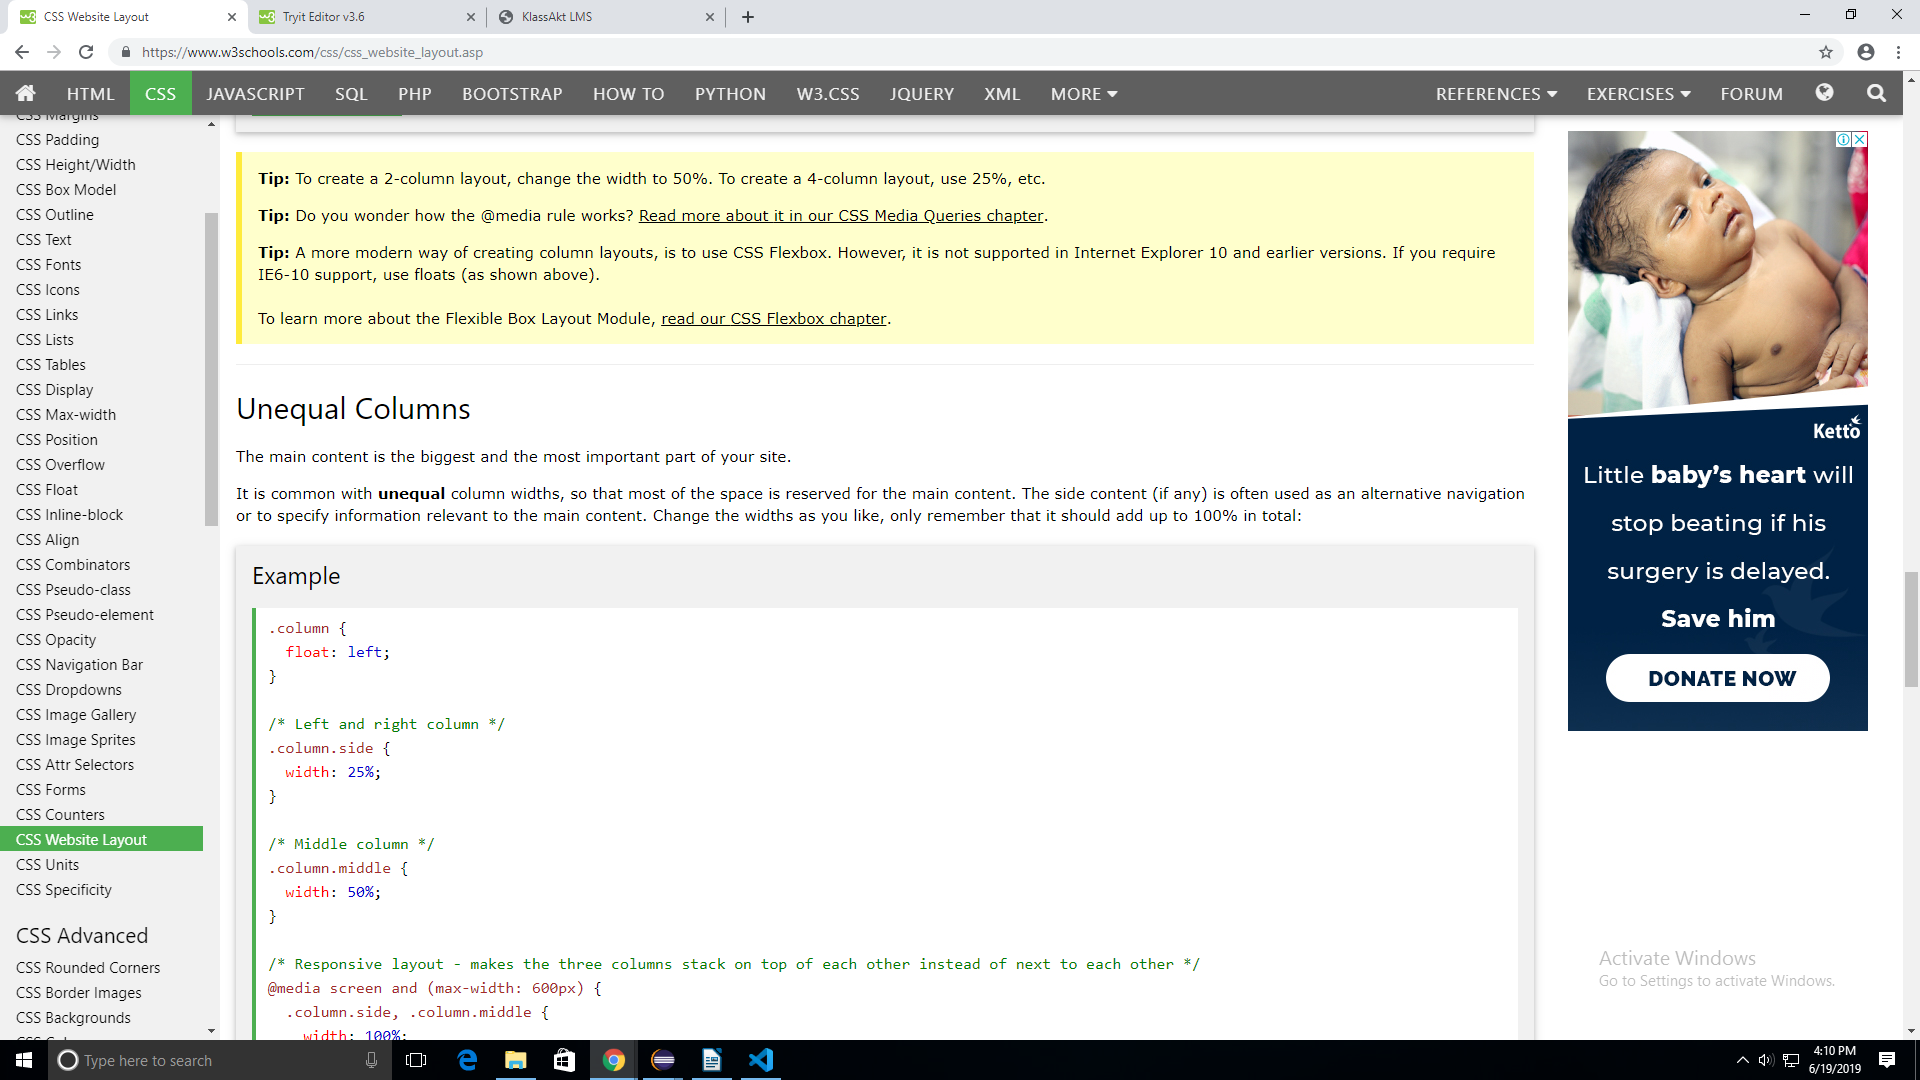 CSS Website Layout
Tryit Editor v3.6
KlassAkt LMS
https://www.w3schools.com/css/css_website_layout.asp
HTML
CSS
JAVASCRIPT
SQL
PHP
BOOTSTRAP
HOW TO
PYTHON
W3.CSS
JQUERY
XML
MORE
REFERENCES
EXERCISES
FORUM
CSS Margins
CSS Padding
CSS Height/Width
CSS Box Model
CSS Outline
CSS Text
CSS Fonts
CSS Icons
CSS Links
CSS Lists
CSS Tables
CSS Display
CSS Max-width
CSS Position
CSS Overflow
CSS Float
CSS Inline-block
CSS Align
CSS Combinators
CSS Pseudo-class
CSS Pseudo-element
CSS Opacity
CSS Navigation Bar
CSS Dropdowns
CSS Image Gallery
CSS Image Sprites
CSS Attr Selectors
CSS Forms
CSS Counters
CSS Website Layout
CSS Units
CSS Specificity
CSS Advanced
CSS Rounded Corners
CSS Border Images
CSS Backgrounds
Tip: To create a 2-column layout, change the width to 50%. To create a 4-column layout, use 25%, etc.
Tip: Do you wonder how the @media rule works? Read more about it in our CSS Media Queries chapter.
Tip: A more modern way of creating column layouts, is to use CSS Flexbox. However, it is not supported in Internet Explorer 10 and earlier versions. If you require
IE6-10 support, use floats (as shown above).
To learn more about the Flexible Box Layout Module, read our CSS Flexbox chapter.
Unequal Columns
The main content is the biggest and the most important part of your site.
It is common with unequal column widths, so that most of the space is reserved for the main content. The side content (if any) is often used as an alternative navigation
or to specify information relevant to the main content. Change the widths as you like, only remember that it should add up to 100% in total:
Example
.column {
  float: left;
}
/* Left and right column */
.column.side {
  width: 25%;
}
/* Middle column */
.column.middle {
  width: 50%;
}
/* Responsive layout - makes the three columns stack on top of each other instead of next to each other */
@media screen and (max-width: 600px) {
  .column.side, .column.middle {
    width: 100%;
Ketto
Little baby's heart will
stop beating if his
surgery is delayed.
Save him
DONATE NOW
Activate Windows
Go to Settings to activate Windows.
Type here to search
4:10 PM
6/19/2019